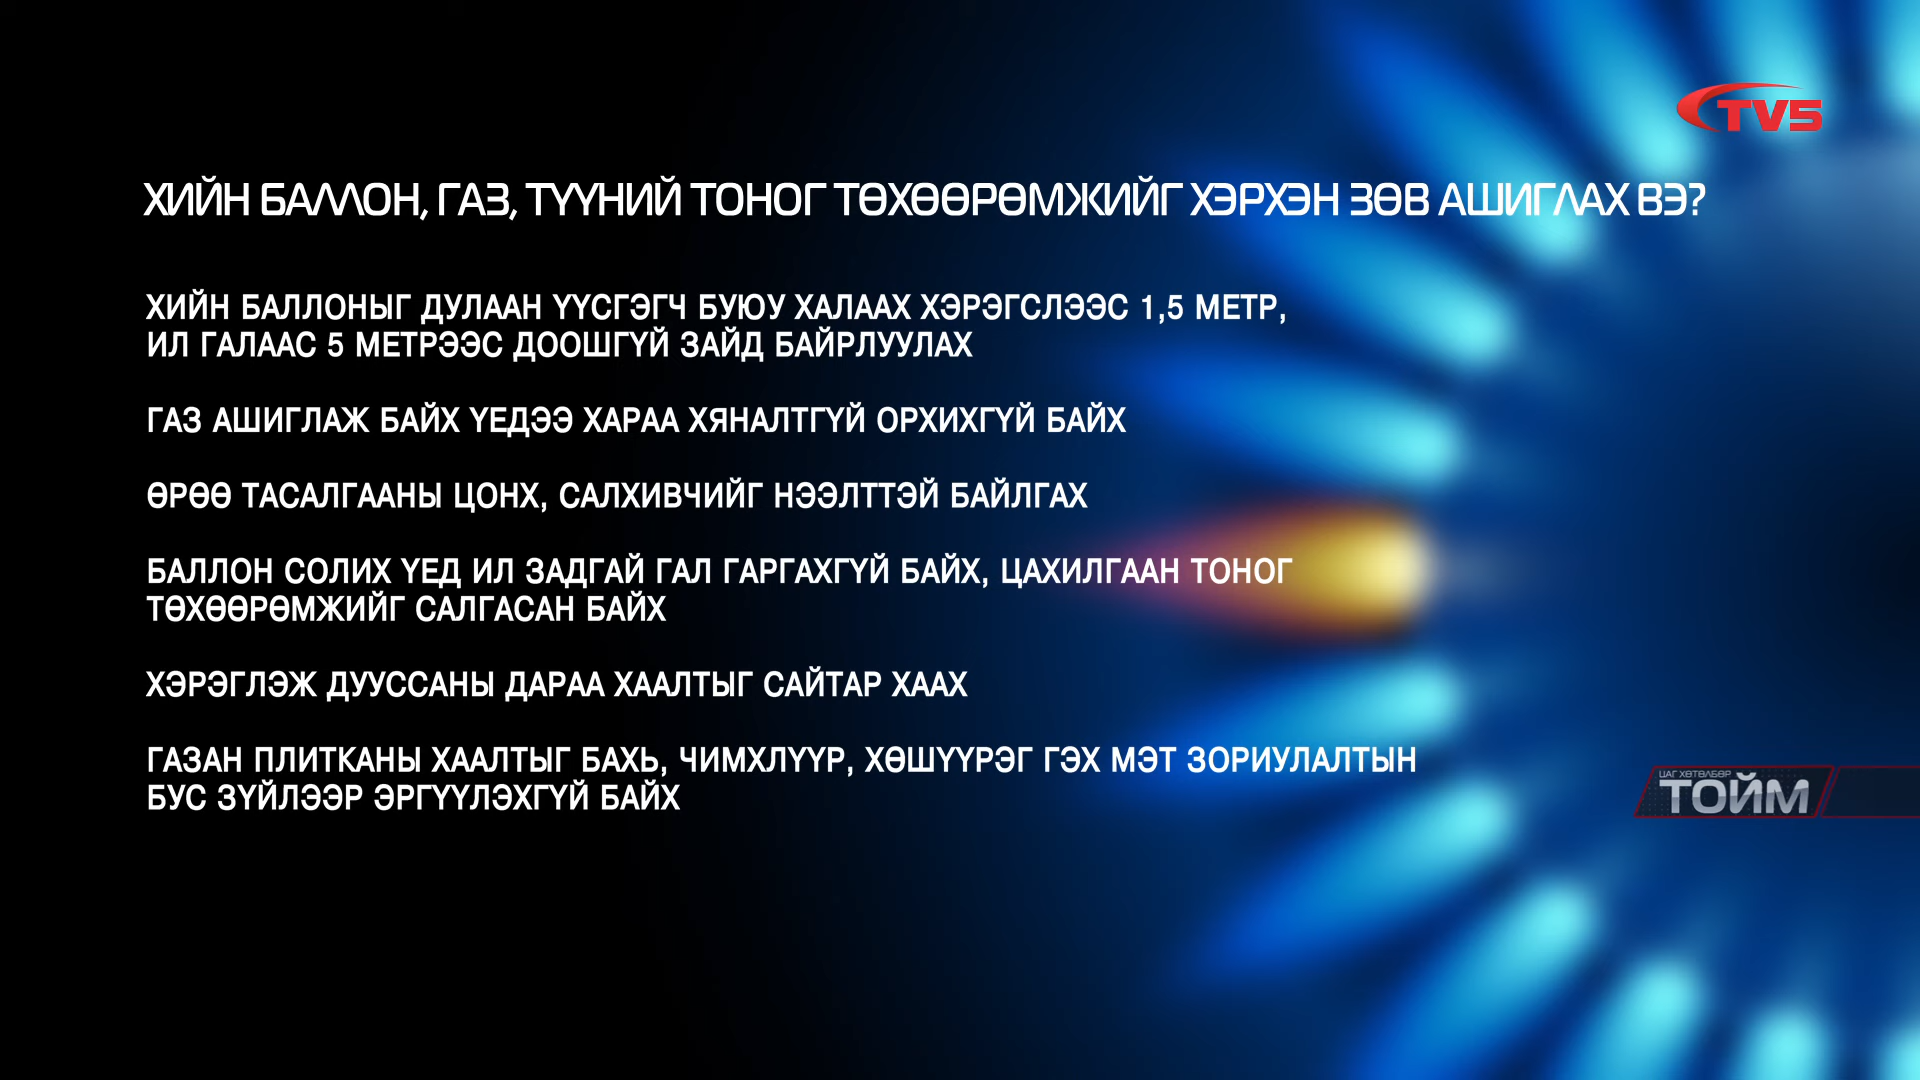 TV5
ХИЙН БАЛЛОН, ГАЗ, ТҮҮНИЙ ТОНОГ ТӨХӨӨРӨМЖИЙГ ХЭРХЭН ЗӨВ АШИГЛАХ ВЭ?
ХИЙН БАЛЛОНЫГ ДУЛААН ҮҮСГЭГЧ БУЮУ ХАЛААХ ХЭРЭГСЛЭЭС 1,5 МЕТР,
ИЛ ГАЛААС 5 МЕТРЭЭС ДООШГҮЙ ЗАЙД БАЙРЛУУЛАХ
ГАЗ АШИГЛАЖ БАЙХ ҮЕДЭЭ ХАРАА ХЯНАЛТГҮЙ ОРХИХГҮЙ БАЙХ
ӨРӨӨ ТАСАЛГААНЫ ЦОНХ, САЛХИВЧИЙГ НЭЭЛТТЭЙ БАЙЛГАХ
БАЛЛОН СОЛИХ ҮЕД ИЛ ЗАДГАЙ ГАЛ ГАРГАХГҮЙ БАЙХ, ЦАХИЛГААН ТОНОГ
ТӨХӨӨРӨМЖИЙГ САЛГАСАН БАЙХ
ХЭРЭГЛЭЖ ДУУССАНЫ ДАРАА ХААЛТЫГ САЙТАР ХААХ
ГАЗАН ПЛИТКАНЫ ХААЛТЫГ БАХЬ, ЧИМХЛҮҮР, ХӨШҮҮРЭГ ГЭХ МЭТ ЗОРИУЛАЛТЫН
БУС ЗҮЙЛЭЭР ЭРГҮҮЛЭХГҮЙ БАЙХ
ЦАГ ХӨТӨЛБӨР
ТОЙМ